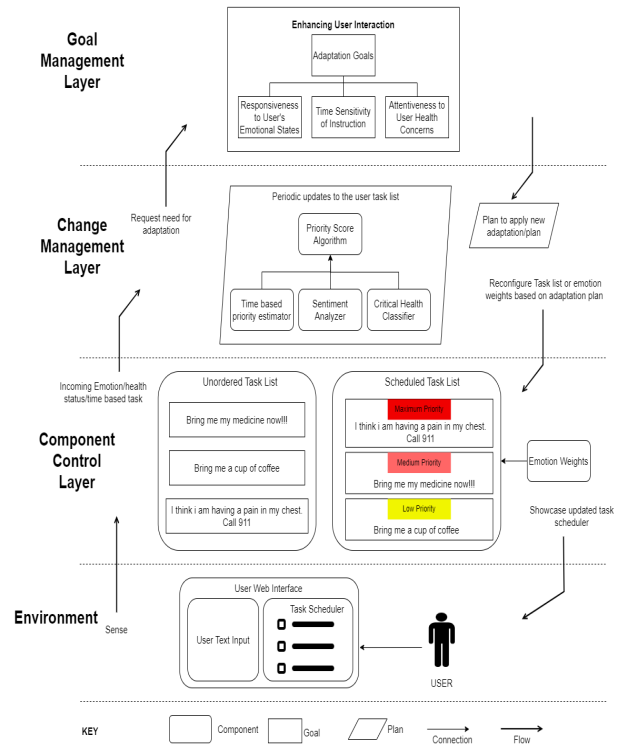 Goal
Management
Layer
Enhancing User Interaction
Adaptation Goals
Responsiveness
to User's
Emotional States
Time Sensitivity
of Instruction
Attentiveness to
User Health
Concerns
Request need for
adaptation
Plan to apply new
adaptation/plan
Change
Management
Layer
Periodic updates to the user task list
Priority Score
Algorithm
Time based
priority estimator
Sentiment
Analyzer
Critical Health
Classifier
Reconfigure Task list or emotion
weights based on adaptation plan
Incoming Emotion/health
status/time based task
Component
Control
Layer
Unordered Task List
Bring me my medicine now!!!
Bring me a cup of coffee
I think i am having a pain in my chest.
Call 911
Scheduled Task List
Maximum Priority
I think i am having a pain in my chest.
Call 911
Medium Priority
Bring me my medicine now!!!
Low Priority
Bring me a cup of coffee
Emotion Weights
Showcase updated task
scheduler
Environment
Sense
User Web Interface
User Text Input
Task Scheduler
USER
KEY
Component
Goal
Plan
Connection
Flow